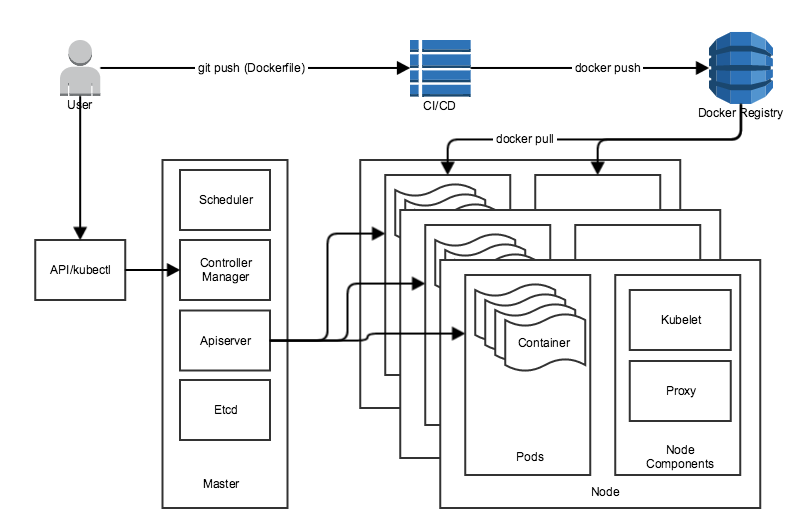 git push (Dockerfile)
docker push
User
CI/CD
Docker Registry
docker pull
Scheduler
API/kubectl
Controller
Manager
Apiserver
Etcd
Master
Container
Kubelet
Proxy
Pods
Node
Components
Node